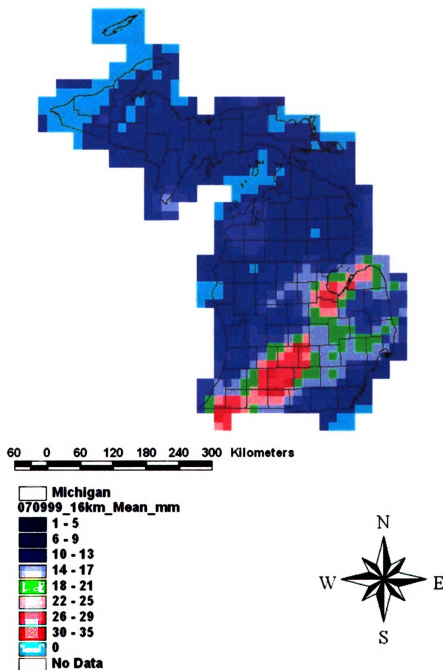 60 0 60 120 180 240 300 Kilometers
Michigan
070999_16km_Mean_mm
1 - 5
6 - 9
10 - 13
14 - 17
18 - 21
22 - 25
26 - 29
30 - 35
0
No Data
N
W E
S